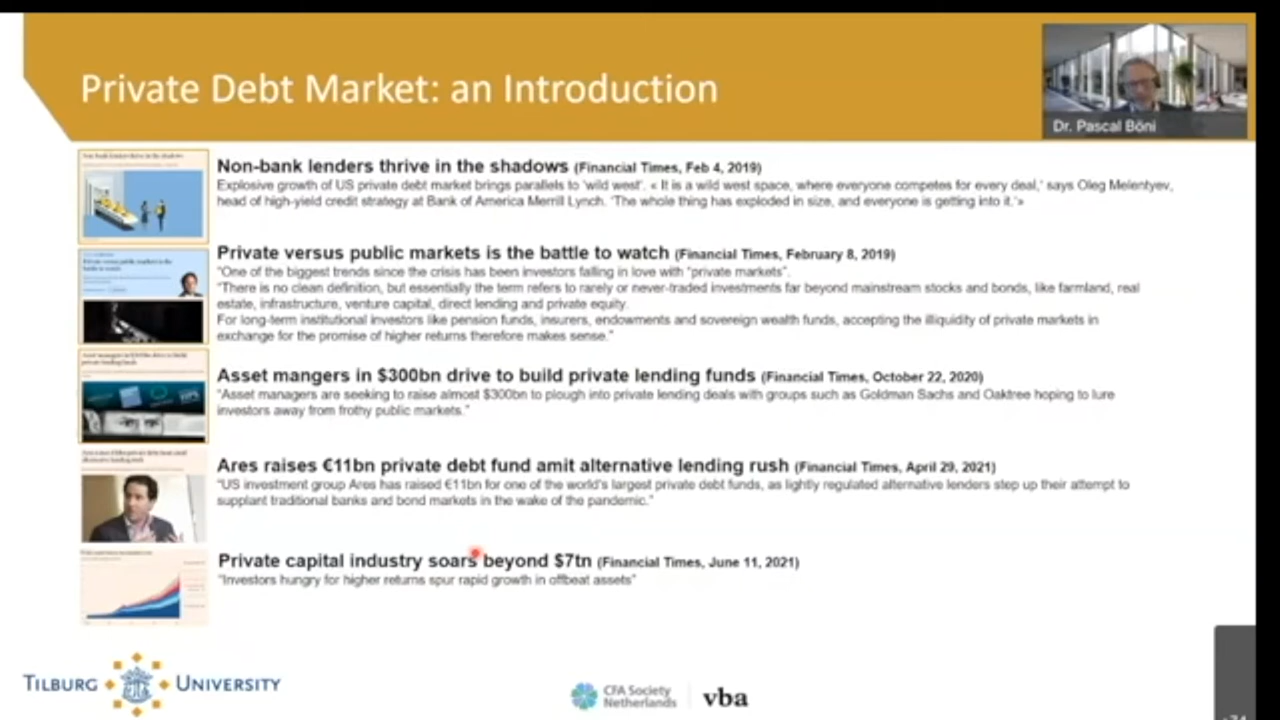 Private Debt Market: an Introduction
Dr. Pascal Böni
Non-bank lenders thrive in the shadows (Financial Times, Feb 4, 2019)
Explosive growth of US private debt market brings parallels to 'wild west'. « It is a wild west space, where everyone competes for every deal,' says Oleg Melentyev,
head of high-yield credit strategy at Bank of America Merrill Lynch. 'The whole thing has exploded in size, and everyone is getting into it.'»
Private versus public markets is the battle to watch (Financial Times, February 8, 2019)
"One of the biggest trends since the crisis has been investors falling in love with "private markets".
"There is no clean definition, but essentially the term refers to rarely or never-traded investments far beyond mainstream stocks and bonds, like farmland, real
estate, infrastructure, venture capital, direct lending and private equity.
For long-term institutional investors like pension funds, insurers, endowments and sovereign wealth funds, accepting the illiquidity of private markets in
exchange for the promise of higher returns therefore makes sense."
Asset mangers in $300bn drive to build private lending funds (Financial Times, October 22, 2020)
"Asset managers are seeking to raise almost $300bn to plough into private lending deals with groups such as Goldman Sachs and Oaktree hoping to lure
investors away from frothy public markets."
Ares raises €11bn private debt fund amit alternative lending rush (Financial Times, April 29, 2021)
"US investment group Ares has raised €11bn for one of the world's largest private debt funds, as lightly regulated alternative lenders step up their attempt to
supplant traditional banks and bond markets in the wake of the pandemic."
Private capital industry soars beyond $7tn (Financial Times, June 11, 2021)
"Investors hungry for higher returns spur rapid growth in offbeat assets"
TILBURG UNIVERSITY
CFA Society
Netherlands
vba